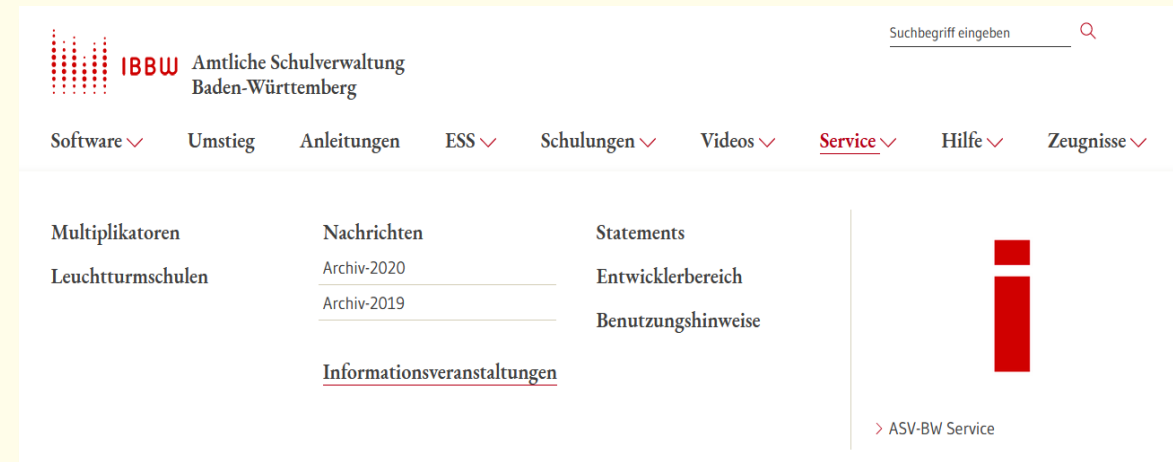 Suchbegriff eingeben
IBBW Amtliche Schulverwaltung
Baden-Württemberg
Software Umstieg Anleitungen ESS Schulungen Videos Service Hilfe Zeugnisse
Multiplikatoren
Leuchtturmschulen
Nachrichten
Archiv-2020
Archiv-2019
Informationsveranstaltungen
Statements
Entwicklerbereich
Benutzungshinweise
i
ASV-BW Service